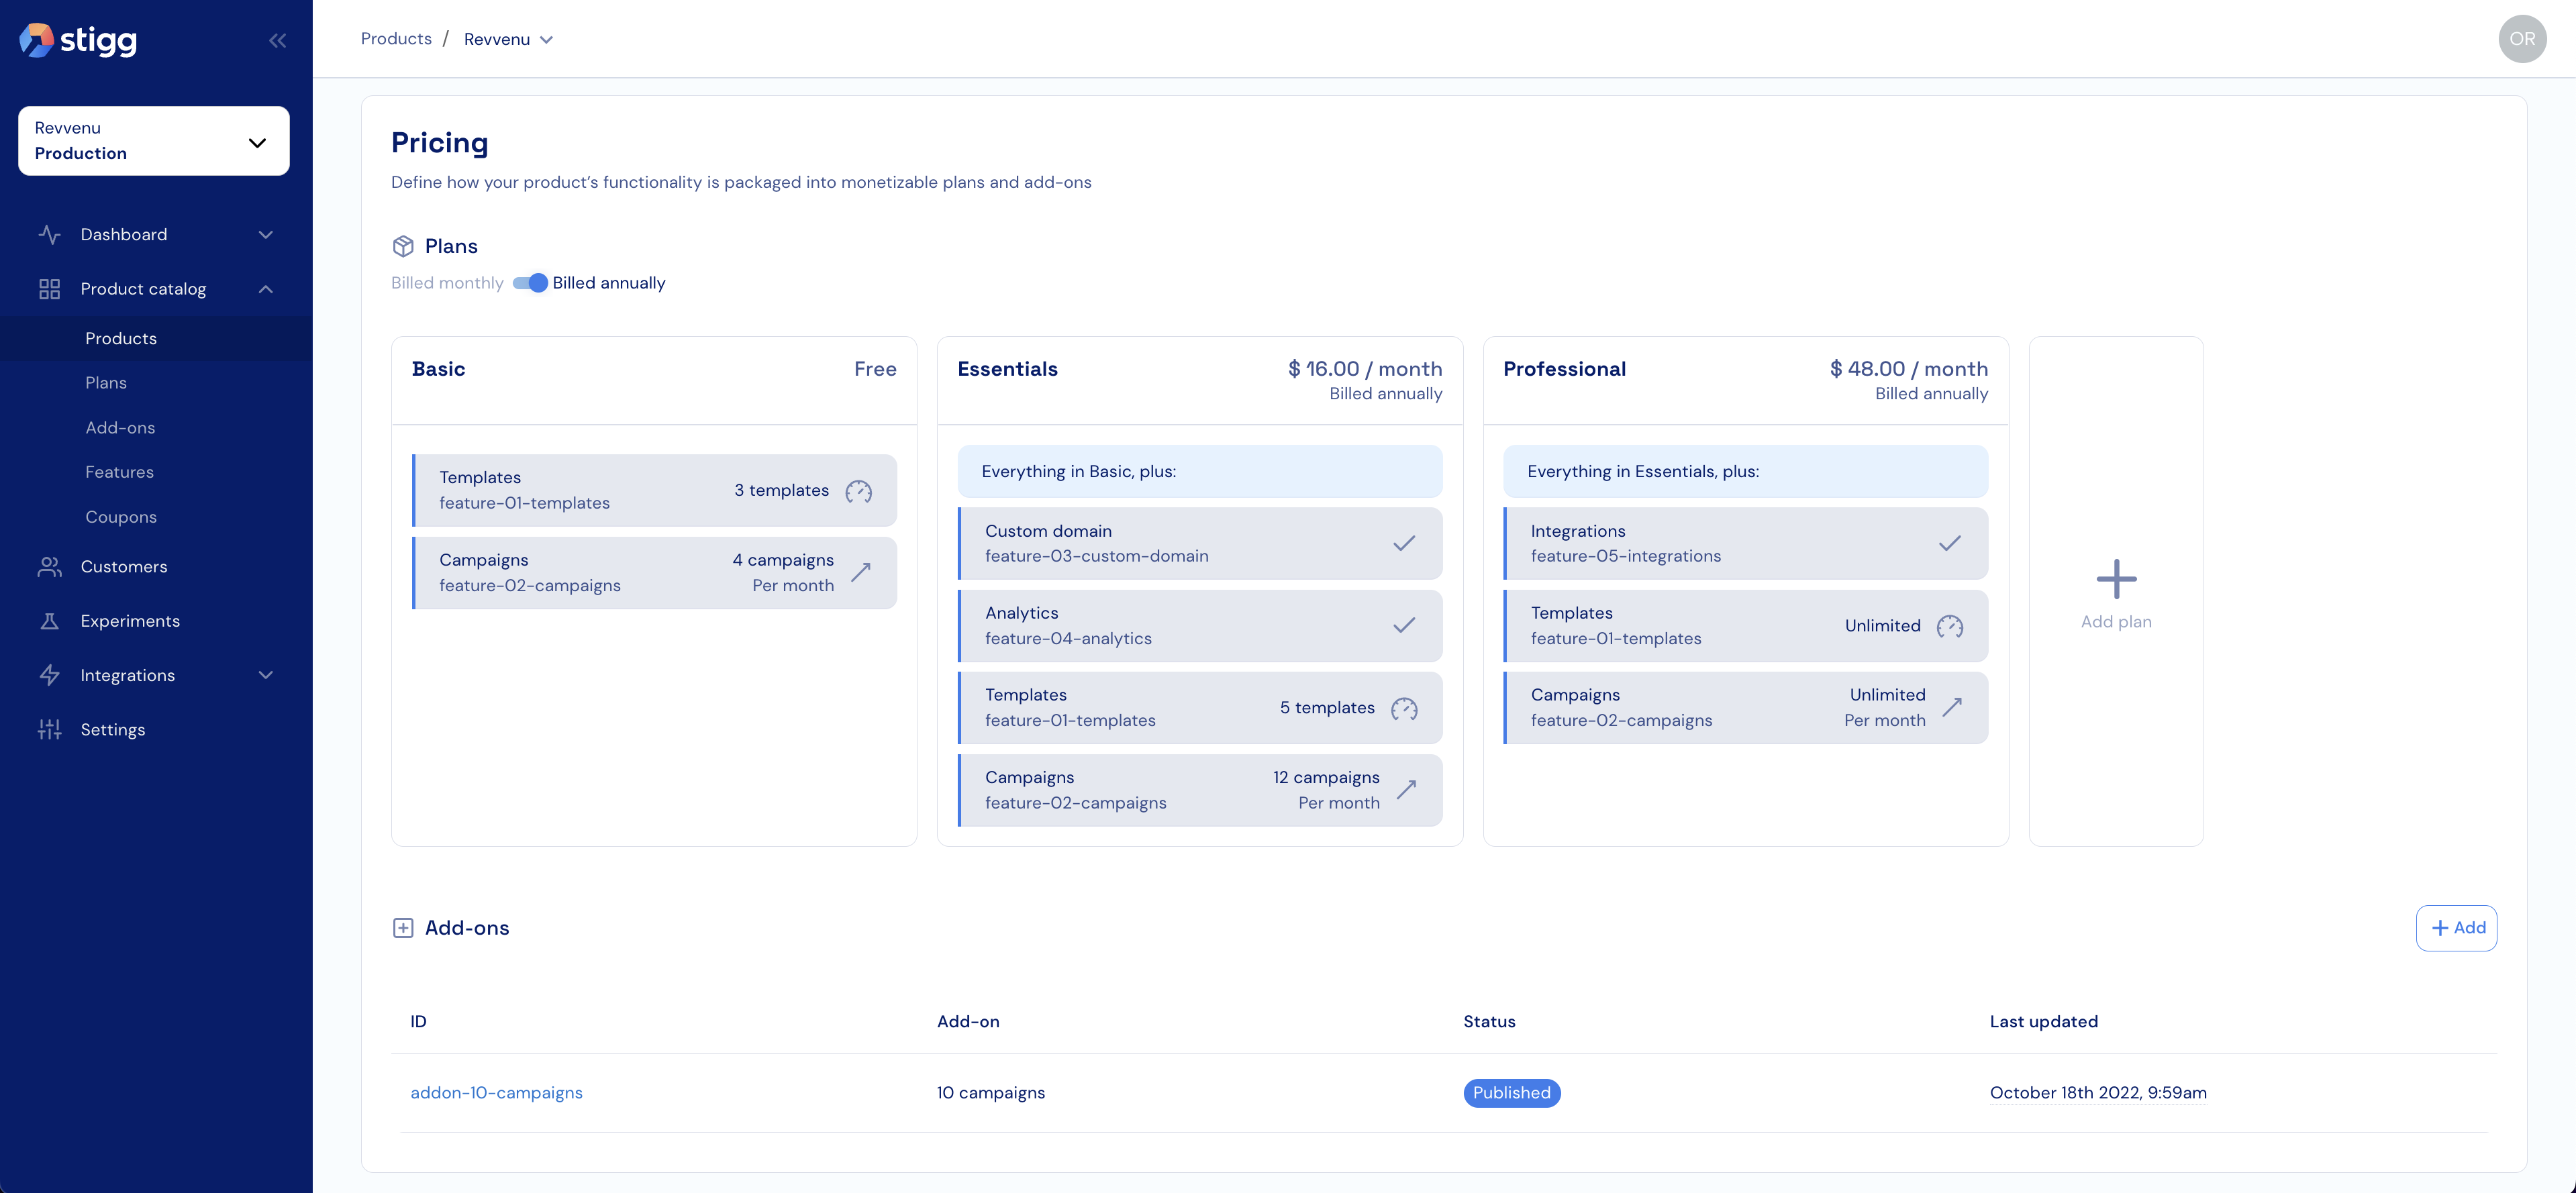 stigg
Products / Revvenu
OR
Revvenu
Production
Dashboard
Product catalog
Products
Plans
Add-ons
Features
Coupons
Customers
Experiments
Integrations
Settings
Pricing
Define how your product’s functionality is packaged into monetizable plans and add-ons
Plans
Billed monthly Billed annually
Basic Free
Templates
feature-01-templates
3 templates
Campaigns
feature-02-campaigns
4 campaigns
Per month
Essentials $ 16.00 / month
Billed annually
Everything in Basic, plus:
Custom domain
feature-03-custom-domain
Analytics
feature-04-analytics
Templates
feature-01-templates
5 templates
Campaigns
feature-02-campaigns
12 campaigns
Per month
Professional $ 48.00 / month
Billed annually
Everything in Essentials, plus:
Integrations
feature-05-integrations
Templates
feature-01-templates
Unlimited
Campaigns
feature-02-campaigns
Unlimited
Per month
Add plan
Add-ons
Add
ID Add-on Status Last updated
addon-10-campaigns 10 campaigns Published October 18th 2022, 9:59am